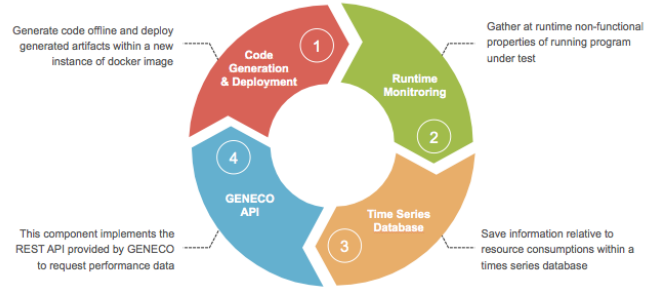 Generate code offline and deploy
generated artifacts within a new
instance of docker image
1
Code
Generation
& Deployment
Gather at runtime non-functional
properties of running program
under test
Runtime
Monitroring
2
Time Series
Database
3
Save information relative to
resource consumptions within a
times series database
4
GENECO
API
This component implements the
REST API provided by GENECO
to request performance data